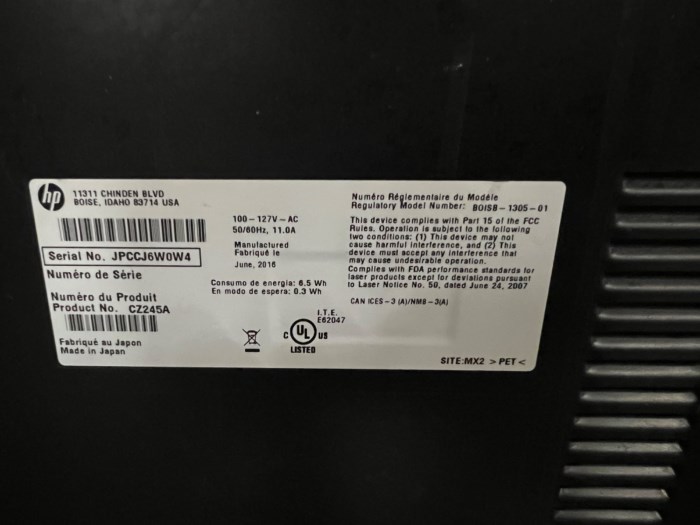 hp
11311 CHINDEN BLVD
BOISE, IDAHO 83714 USA
Serial No. JPCCJ6W0W4
Numéro de Série
Numéro du Produit
Product No. CZ245A
Fabriqué au Japon
Made in Japan
100-127V-AC
50/60Hz, 11.0A
Manufactured
Fabriqué le
June, 2016
Consumo de energia: 6.5 Wh
En modo de espera: 0.3 Wh
I.T.E.
E62047
C UL US
LISTED
Numéro Réglementaire du Modèle
Regulatory Model Number: BOISB-1305-01
This device complies with Part 15 of the FCC
Rules. Operation is subject to the following
two conditions: (1) This device may not
cause harmful interference, and (2) This
device must accept any interference that
may cause undesirable operation.
Complies with FDA performance standards for
laser products except for deviations pursuant
to Laser Notice No. 50, dated June 24, 2007
CAN ICES-3 (A)/NMB-3(A)
SITE:MX2 >PET<